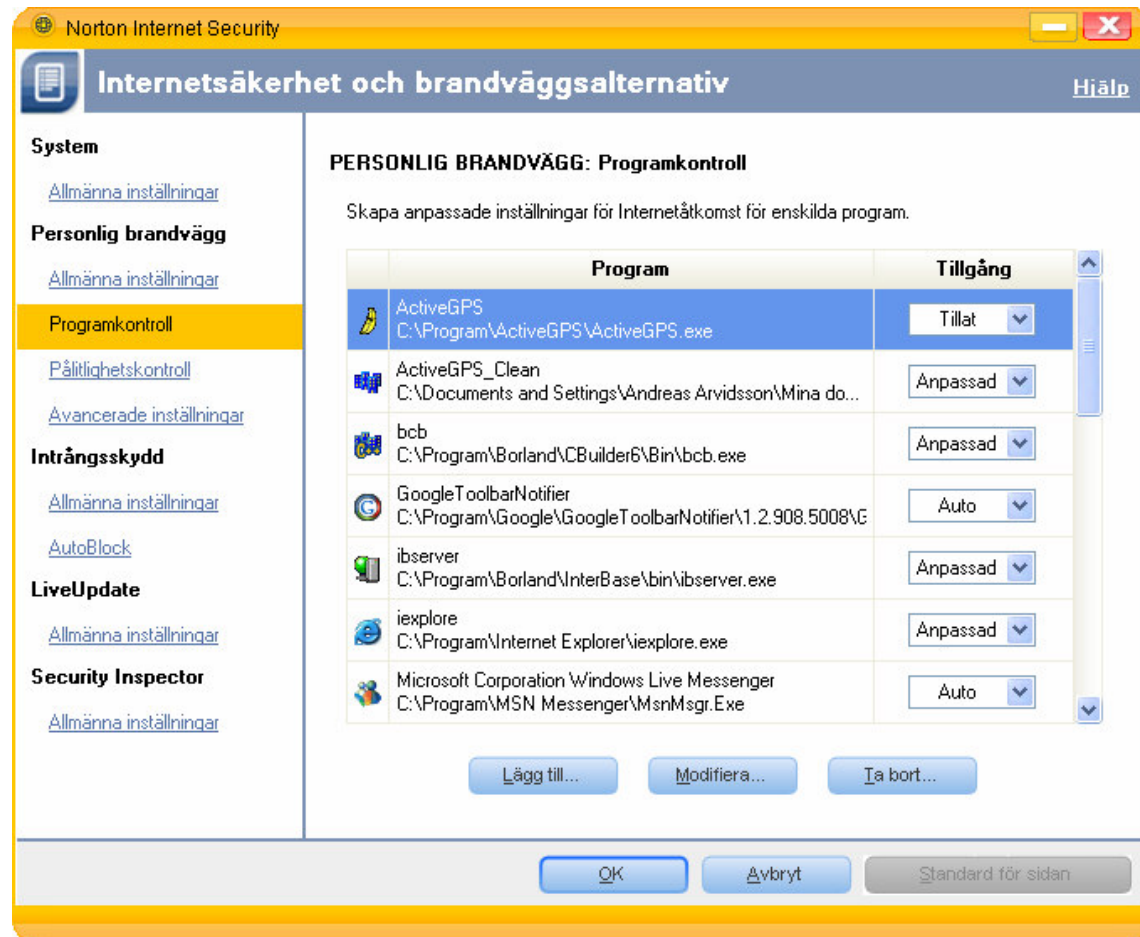 Norton Internet Security
Internetsäkerhet och brandväggsalternativ
Hjälp
System
Allmänna inställningar
Personlig brandvägg
Allmänna inställningar
Programkontroll
Pålitlighetskontroll
Avancerade inställningar
Intrångsskydd
Allmänna inställningar
AutoBlock
LiveUpdate
Allmänna inställningar
Security Inspector
Allmänna inställningar
PERSONLIG BRANDVÄGG: Programkontroll
Skapa anpassade inställningar för Internetåtkomst för enskilda program.
Program Tillgång
ActiveGPS
C:\Program\ActiveGPS\ActiveGPS.exe
Tillat
ActiveGPS_Clean
C:\Documents and Settings\Andreas Arvidsson\Mina do...
Anpassad
bcb
C:\Program\Borland\CBuilder6\Bin\bcb.exe
Anpassad
GoogleToolbarNotifier
C:\Program\Google\GoogleToolbarNotifier\1.2.908.5008\G
Auto
ibserver
C:\Program\Borland\InterBase\bin\ibserver.exe
Anpassad
iexplore
C:\Program\Internet Explorer\iexplore.exe
Anpassad
Microsoft Corporation Windows Live Messenger
C:\Program\MSN Messenger\MsnMsgr.Exe
Auto
Lägg till... Modifiera... Ta bort...
OK Avbryt Standard för sidan